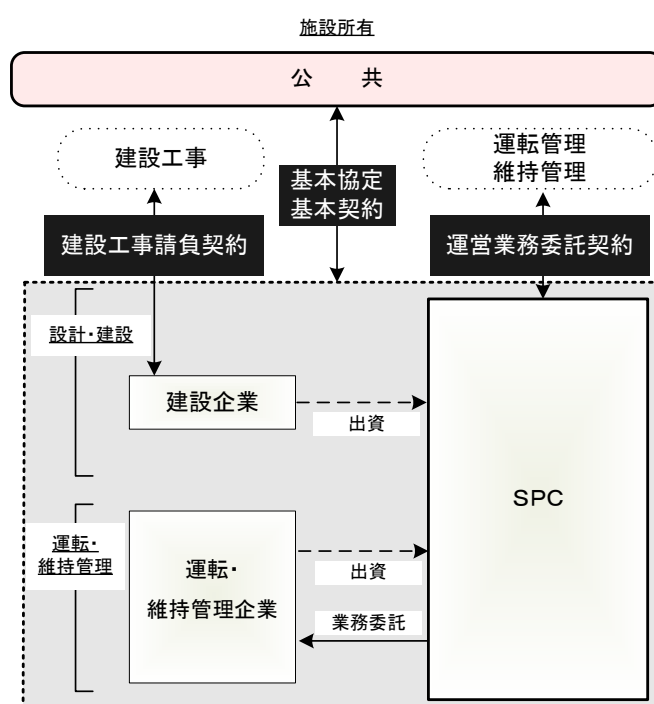 施設所有
公　共
建設工事
運転管理
維持管理
基本協定
基本契約
建設工事請負契約
運営業務委託契約
設計・建設
建設企業
出資
SPC
運転・
維持管理
運転・
維持管理企業
出資
業務委託